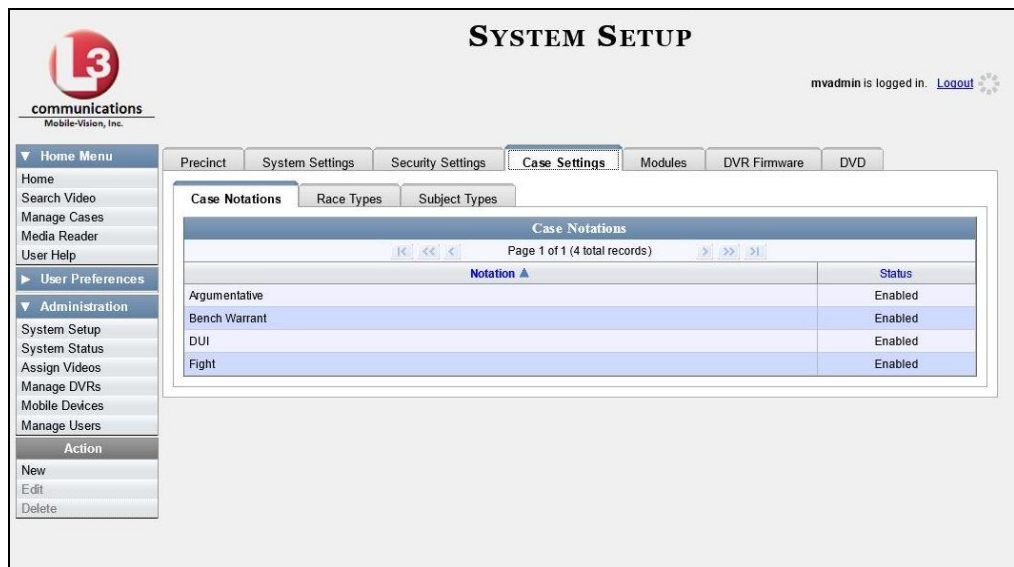 SYSTEM SETUP
L3
communications
Mobile-Vision, Inc.
mvadmin is logged in. Logout
▼ Home Menu
Home
Search Video
Manage Cases
Media Reader
User Help
▶ User Preferences
▼ Administration
System Setup
System Status
Assign Videos
Manage DVRs
Mobile Devices
Manage Users
Action
New
Edit
Delete
Precinct System Settings Security Settings Case Settings Modules DVR Firmware DVD
Case Notations Race Types Subject Types
Case Notations
|< << < Page 1 of 1 (4 total records) > >> >|
Notation ▲ Status
Argumentative Enabled
Bench Warrant Enabled
DUI Enabled
Fight Enabled